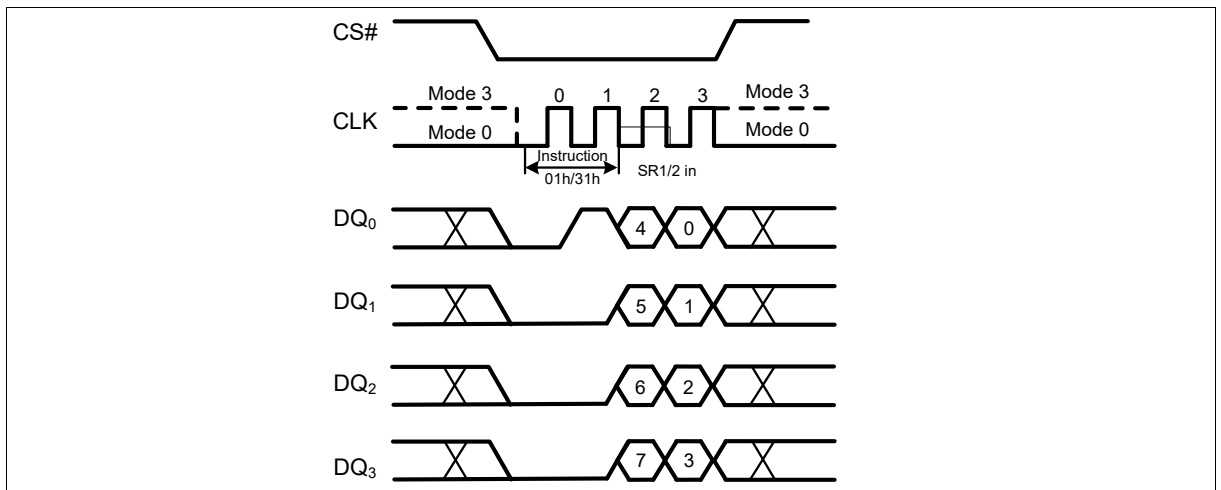 CS#
Mode 3 0 1 2 3 Mode 3
CLK
Mode 0 Mode 0
Instruction
01h/31h SR1/2 in
DQ0 4 0
DQ1 5 1
DQ2 6 2
DQ3 7 3